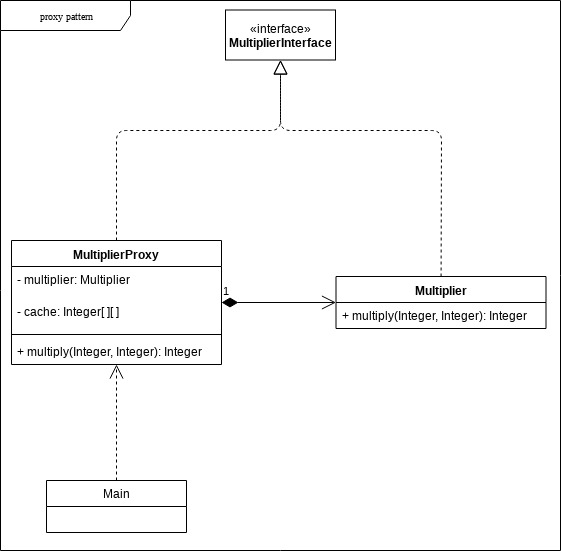 proxy pattern
«interface»
MultiplierInterface
MultiplierProxy
- multiplier: Multiplier
- cache: Integer[ ][ ]
+ multiply(Integer, Integer): Integer
1
Multiplier
+ multiply(Integer, Integer): Integer
Main